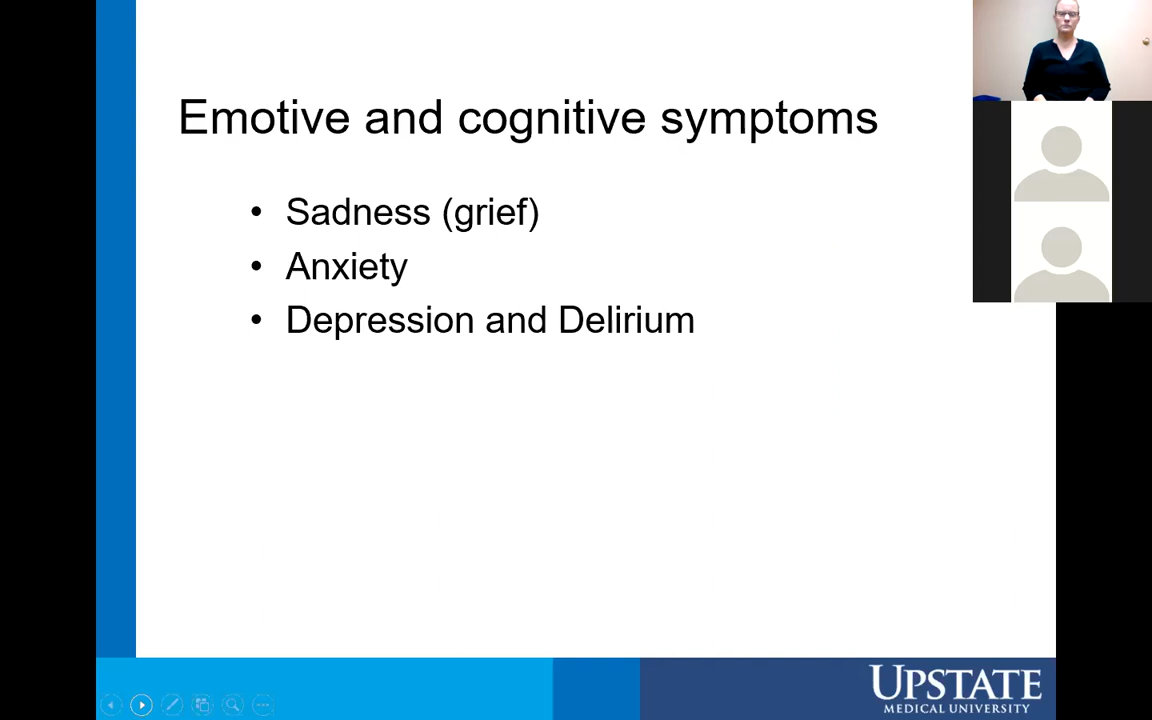 Emotive and cognitive symptoms
• Sadness (grief)
• Anxiety
• Depression and Delirium
UPSTATE
MEDICAL UNIVERSITY